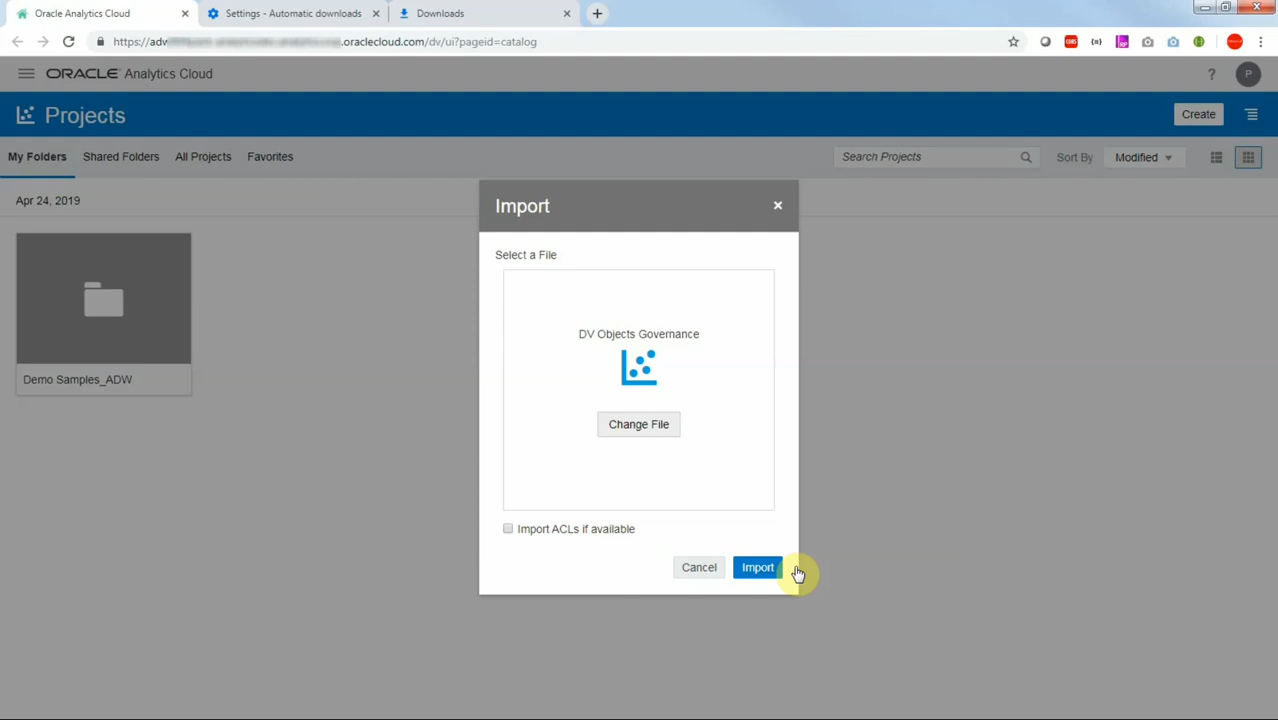 Oracle Analytics Cloud
Settings - Automatic downloads
Downloads
https://adw
.oraclecloud.com/dv/ui?pageid=catalog
ORACLE Analytics Cloud
?
P
Projects
Create
My Folders
Shared Folders
All Projects
Favorites
Search Projects
Sort By
Modified
Apr 24, 2019
Demo Samples_ADW
Import
Select a File
DV Objects Governance
Change File
Import ACLs if available
Cancel
Import